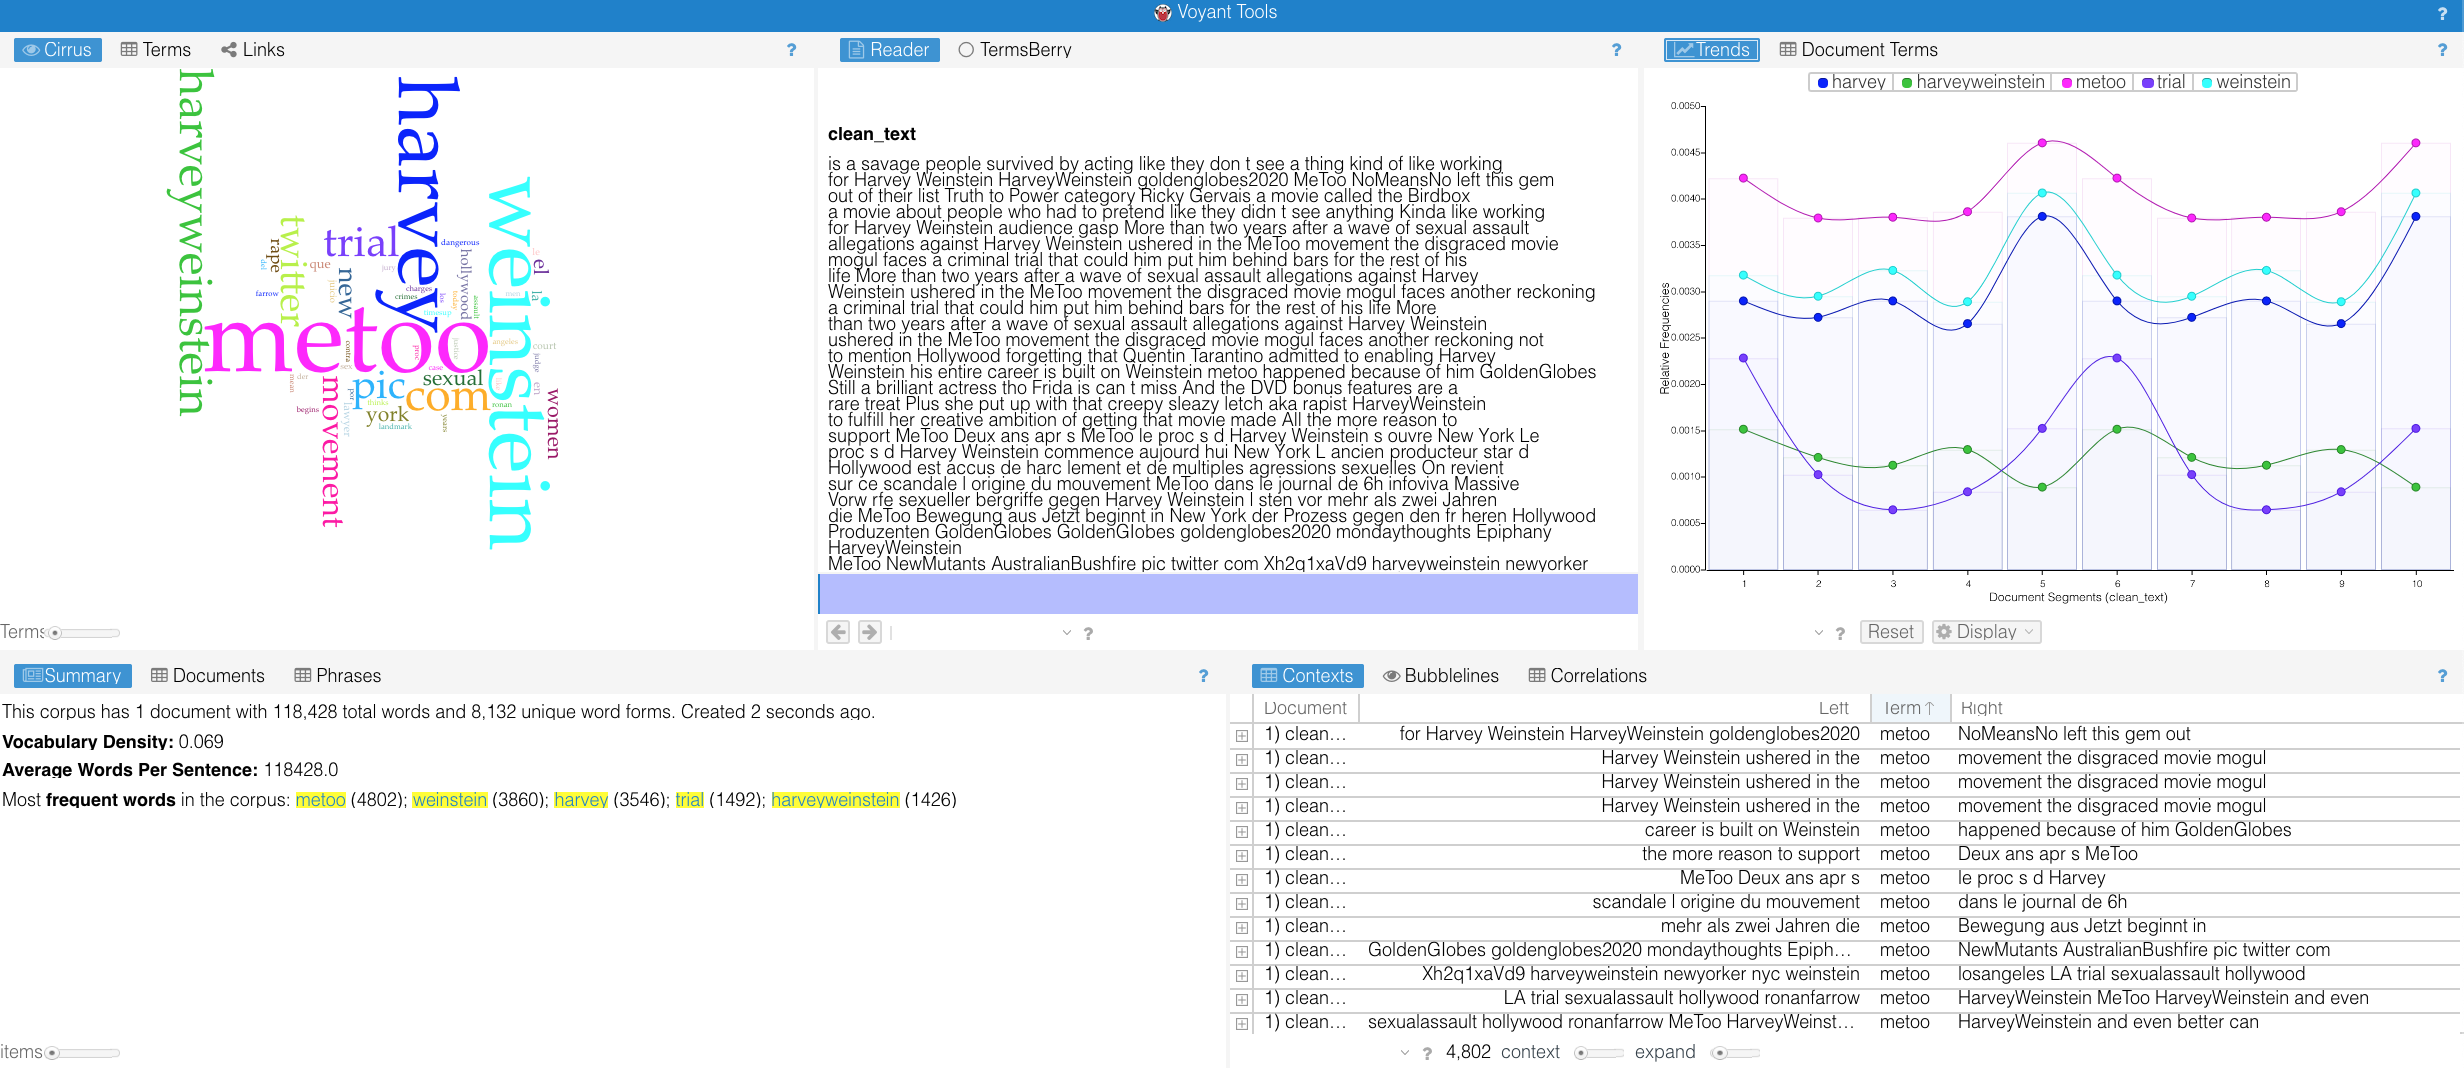 Voyant Tools
?
Cirrus Terms Links ?
harveyweinstein
harvey
weinstein
metoo
trial
twitter
rape
que
new
dangerous
hollywood
el
la
farrow
charges
crimes
pic
com
sexual
york
movement
women
court
judge
en
begins
landmark
ronan
years
case
angeles
der
contra
Terms
Reader TermsBerry ?
clean_text
is a savage people survived by acting like they don t see a thing kind of like working
for Harvey Weinstein HarveyWeinstein goldenglobes2020 MeToo NoMeansNo left this gem
out of their list Truth to Power category Ricky Gervais a movie called the Birdbox
a movie about people who had to pretend like they didn t see anything Kinda like working
for Harvey Weinstein audience gasp More than two years after a wave of sexual assault
allegations against Harvey Weinstein ushered in the MeToo movement the disgraced movie
mogul faces a criminal trial that could him put him behind bars for the rest of his
life More than two years after a wave of sexual assault allegations against Harvey
Weinstein ushered in the MeToo movement the disgraced movie mogul faces another reckoning
a criminal trial that could him put him behind bars for the rest of his life More
than two years after a wave of sexual assault allegations against Harvey Weinstein
ushered in the MeToo movement the disgraced movie mogul faces another reckoning not
to mention Hollywood forgetting that Quentin Tarantino admitted to enabling Harvey
Weinstein his entire career is built on Weinstein metoo happened because of him GoldenGlobes
Still a brilliant actress tho Frida is can t miss And the DVD bonus features are a
rare treat Plus she put up with that creepy sleazy letch aka rapist HarveyWeinstein
to fulfill her creative ambition of getting that movie made All the more reason to
support MeToo Deux ans apr s MeToo le proc s d Harvey Weinstein s ouvre New York Le
proc s d Harvey Weinstein commence aujourd hui New York L ancien producteur star d
Hollywood est accus de harc lement et de multiples agressions sexuelles On revient
sur ce scandale l origine du mouvement MeToo dans le journal de 6h infoviva Massive
Vorw rfe sexueller bergriffe gegen Harvey Weinstein l sten vor mehr als zwei Jahren
die MeToo Bewegung aus Jetzt beginnt in New York der Prozess gegen den fr heren Hollywood
Produzenten GoldenGlobes GoldenGlobes goldenglobes2020 mondaythoughts Epiphany
HarveyWeinstein
MeToo NewMutants AustralianBushfire pic twitter com Xh2q1xaVd9 harveyweinstein newyorker
?
Trends Document Terms ?
harvey harveyweinstein metoo trial weinstein
0.0050
0.0045
0.0040
0.0035
0.0030
0.0025
0.0020
0.0015
0.0010
0.0005
0.0000
Relative Frequencies
1 2 3 4 5 6 7 8 9 10
Document Segments (clean_text)
? Reset Display
Summary Documents Phrases ?
This corpus has 1 document with 118,428 total words and 8,132 unique word forms. Created 2 seconds ago.
Vocabulary Density: 0.069
Average Words Per Sentence: 118428.0
Most frequent words in the corpus: metoo (4802); weinstein (3860); harvey (3546); trial (1492); harveyweinstein (1426)
items
Contexts Bubblelines Correlations ?
Document Left Term↑ Right
1) clean... for Harvey Weinstein HarveyWeinstein goldenglobes2020 metoo NoMeansNo left this gem out
1) clean... Harvey Weinstein ushered in the metoo movement the disgraced movie mogul
1) clean... Harvey Weinstein ushered in the metoo movement the disgraced movie mogul
1) clean... Harvey Weinstein ushered in the metoo movement the disgraced movie mogul
1) clean... career is built on Weinstein metoo happened because of him GoldenGlobes
1) clean... the more reason to support metoo Deux ans apr s MeToo
1) clean... MeToo Deux ans apr s metoo le proc s d Harvey
1) clean... scandale l origine du mouvement metoo dans le journal de 6h
1) clean... mehr als zwei Jahren die metoo Bewegung aus Jetzt beginnt in
1) clean... GoldenGlobes goldenglobes2020 mondaythoughts Epiph... metoo NewMutants AustralianBushfire pic twitter com
1) clean... Xh2q1xaVd9 harveyweinstein newyorker nyc weinstein metoo losangeles LA trial sexualassault hollywood
1) clean... LA trial sexualassault hollywood ronanfarrow metoo HarveyWeinstein MeToo HarveyWeinstein and even
1) clean... sexualassault hollywood ronanfarrow MeToo HarveyWeinst... metoo HarveyWeinstein and even better can
? 4,802 context expand